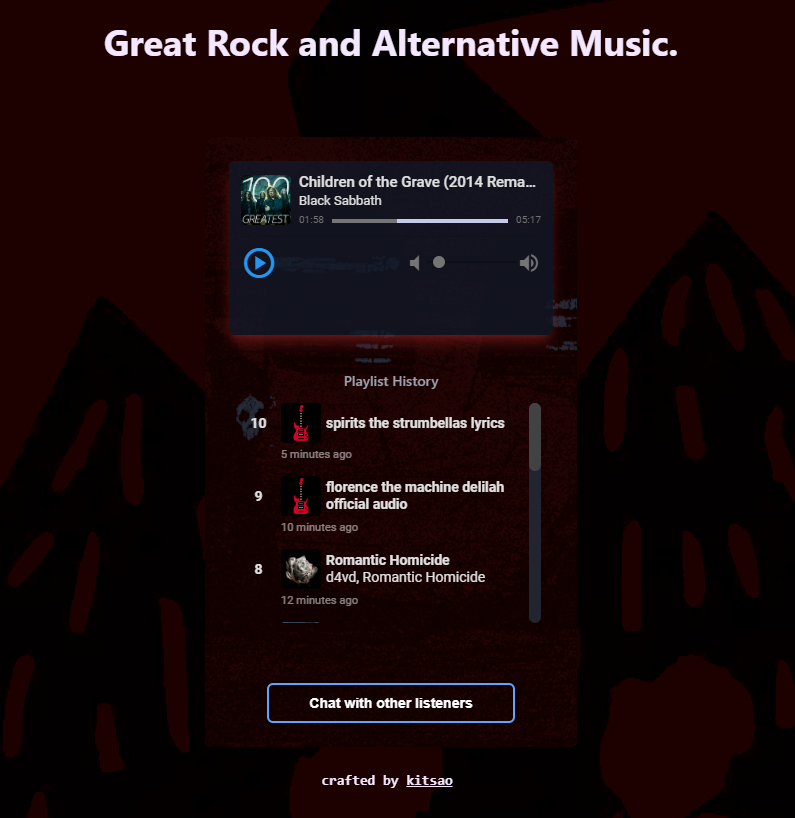 Great Rock and Alternative Music.
100
GREATEST
Children of the Grave (2014 Rema...
Black Sabbath
01:58
05:17
Playlist History
10
spirits the strumbellas lyrics
5 minutes ago
9
florence the machine delilah
official audio
10 minutes ago
8
Romantic Homicide
d4vd, Romantic Homicide
12 minutes ago
Chat with other listeners
crafted by kitsao